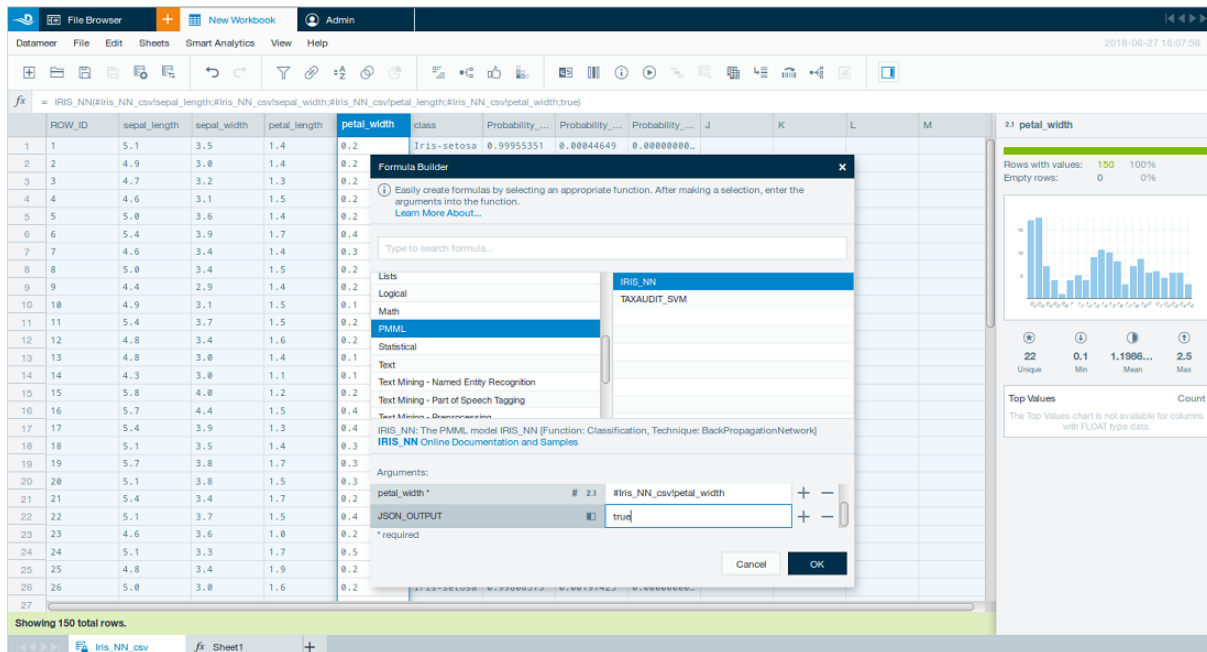 File Browser + New Workbook Admin
Datameer File Edit Sheets Smart Analytics View Help 2018-06-27 16:07:56
fx = IRIS_NN(#Iris_NN_csv!sepal_length;#Iris_NN_csv!sepal_width;#Iris_NN_csv!petal_length;#Iris_NN_csv!petal_width;true)
ROW_ID sepal_length sepal_width petal_length petal_width class Probability_... Probability_... Probability_... J K L M
1 1 5.1 3.5 1.4 0.2 Iris-setosa 0.99955351 0.00044649 0.00000000...
2 2 4.9 3.0 1.4 0.2
3 3 4.7 3.2 1.3 0.2
4 4 4.6 3.1 1.5 0.2
5 5 5.0 3.6 1.4 0.2
6 6 5.4 3.9 1.7 0.4
7 7 4.6 3.4 1.4 0.3
8 8 5.0 3.4 1.5 0.2
9 9 4.4 2.9 1.4 0.2
10 10 4.9 3.1 1.5 0.1
11 11 5.4 3.7 1.5 0.2
12 12 4.8 3.4 1.6 0.2
13 13 4.8 3.0 1.4 0.1
14 14 4.3 3.0 1.1 0.1
15 15 5.8 4.0 1.2 0.2
16 16 5.7 4.4 1.5 0.4
17 17 5.4 3.9 1.3 0.4
18 18 5.1 3.5 1.4 0.3
19 19 5.7 3.8 1.7 0.3
20 20 5.1 3.8 1.5 0.3
21 21 5.4 3.4 1.7 0.2
22 22 5.1 3.7 1.5 0.4
23 23 4.6 3.6 1.0 0.2
24 24 5.1 3.3 1.7 0.5
25 25 4.8 3.4 1.9 0.2
26 26 5.0 3.0 1.6 0.2
27
Showing 150 total rows.
Iris_NN_csv fx Sheet1 +
Formula Builder
Easily create formulas by selecting an appropriate function. After making a selection, enter the
arguments into the function.
Learn More About...
Type to search formula...
Lists
Logical
Math
PMML
Statistical
Text
Text Mining - Named Entity Recognition
Text Mining - Part of Speech Tagging
Text Mining - Preprocessing
IRIS_NN
TAXAUDIT_SVM
IRIS_NN: The PMML model IRIS_NN [Function: Classification, Technique: BackPropagationNetwork]
IRIS_NN Online Documentation and Samples
Arguments:
petal_width * # 2.1 #Iris_NN_csv!petal_width + −
JSON_OUTPUT true + −
* required
Cancel OK
2.1 petal_width
Rows with values: 150 100%
Empty rows: 0 0%
22 0.1 1.1986... 2.5
Unique Min Mean Max
Top Values Count
The Top Values chart is not available for columns
with FLOAT type data.